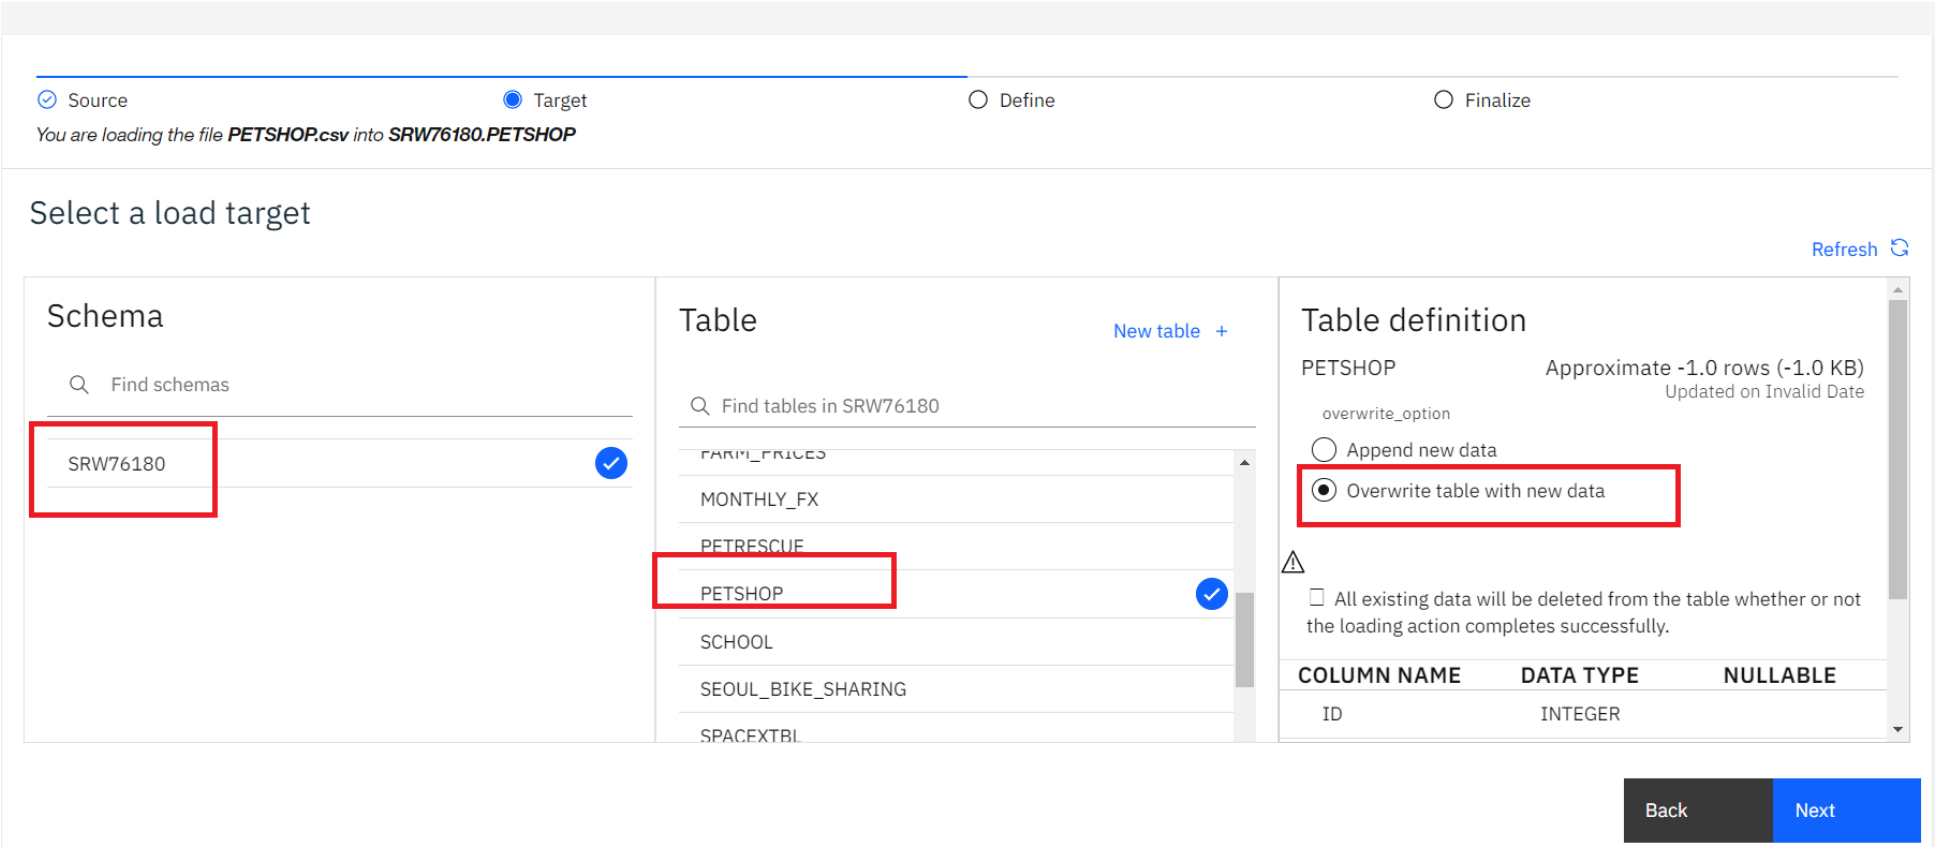 Source
Target
Define
Finalize
You are loading the file PETSHOP.csv into SRW76180.PETSHOP
Select a load target
Refresh
Schema
Find schemas
SRW76180
Table
New table +
Find tables in SRW76180
FARM_PRICES
MONTHLY_FX
PETRESCUE
PETSHOP
SCHOOL
SEOUL_BIKE_SHARING
SPACEXTBL
Table definition
PETSHOP Approximate -1.0 rows (-1.0 KB)
Updated on Invalid Date
overwrite_option
Append new data
Overwrite table with new data
All existing data will be deleted from the table whether or not
the loading action completes successfully.
COLUMN NAME DATA TYPE NULLABLE
ID INTEGER
Back
Next